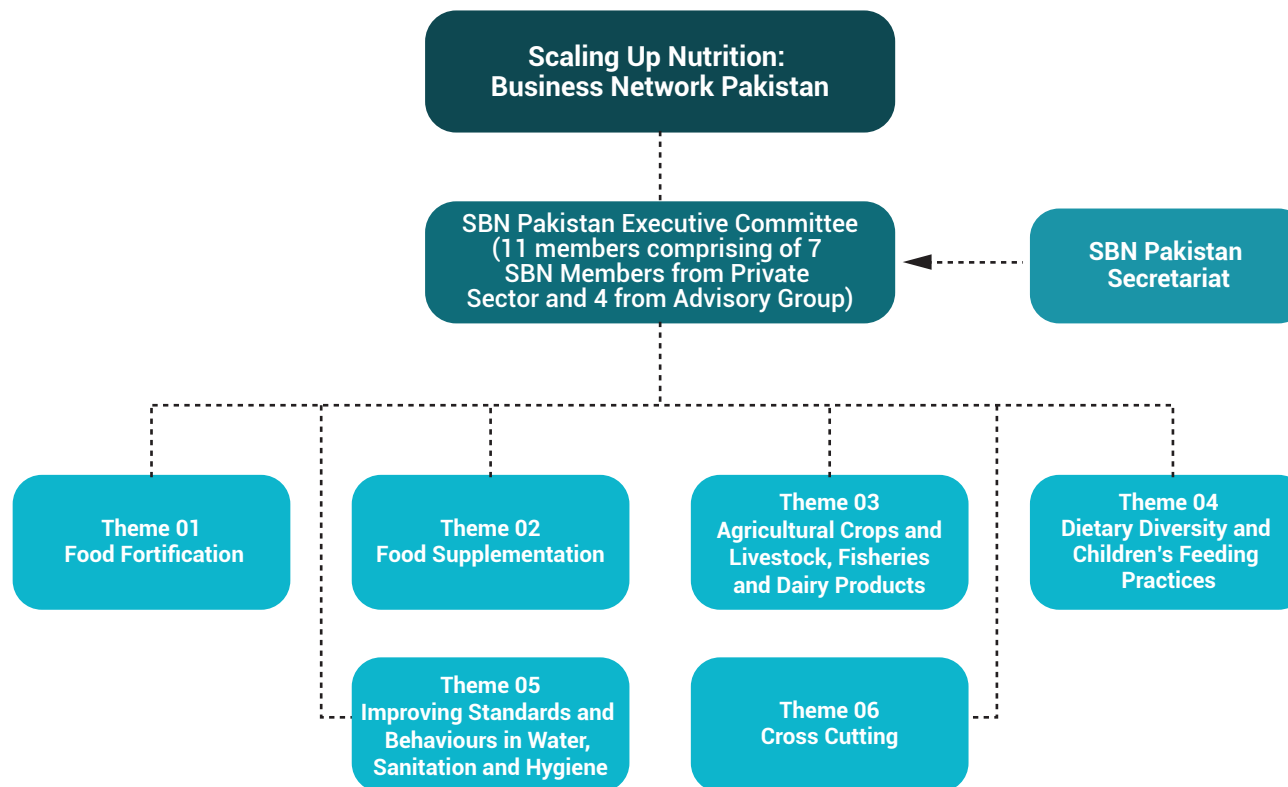 Scaling Up Nutrition:
Business Network Pakistan
SBN Pakistan Executive Committee
(11 members comprising of 7
SBN Members from Private
Sector and 4 from Advisory Group)
SBN Pakistan
Secretariat
Theme 01
Food Fortification
Theme 02
Food Supplementation
Theme 03
Agricultural Crops and
Livestock, Fisheries
and Dairy Products
Theme 04
Dietary Diversity and
Children's Feeding
Practices
Theme 05
Improving Standards and
Behaviours in Water,
Sanitation and Hygiene
Theme 06
Cross Cutting